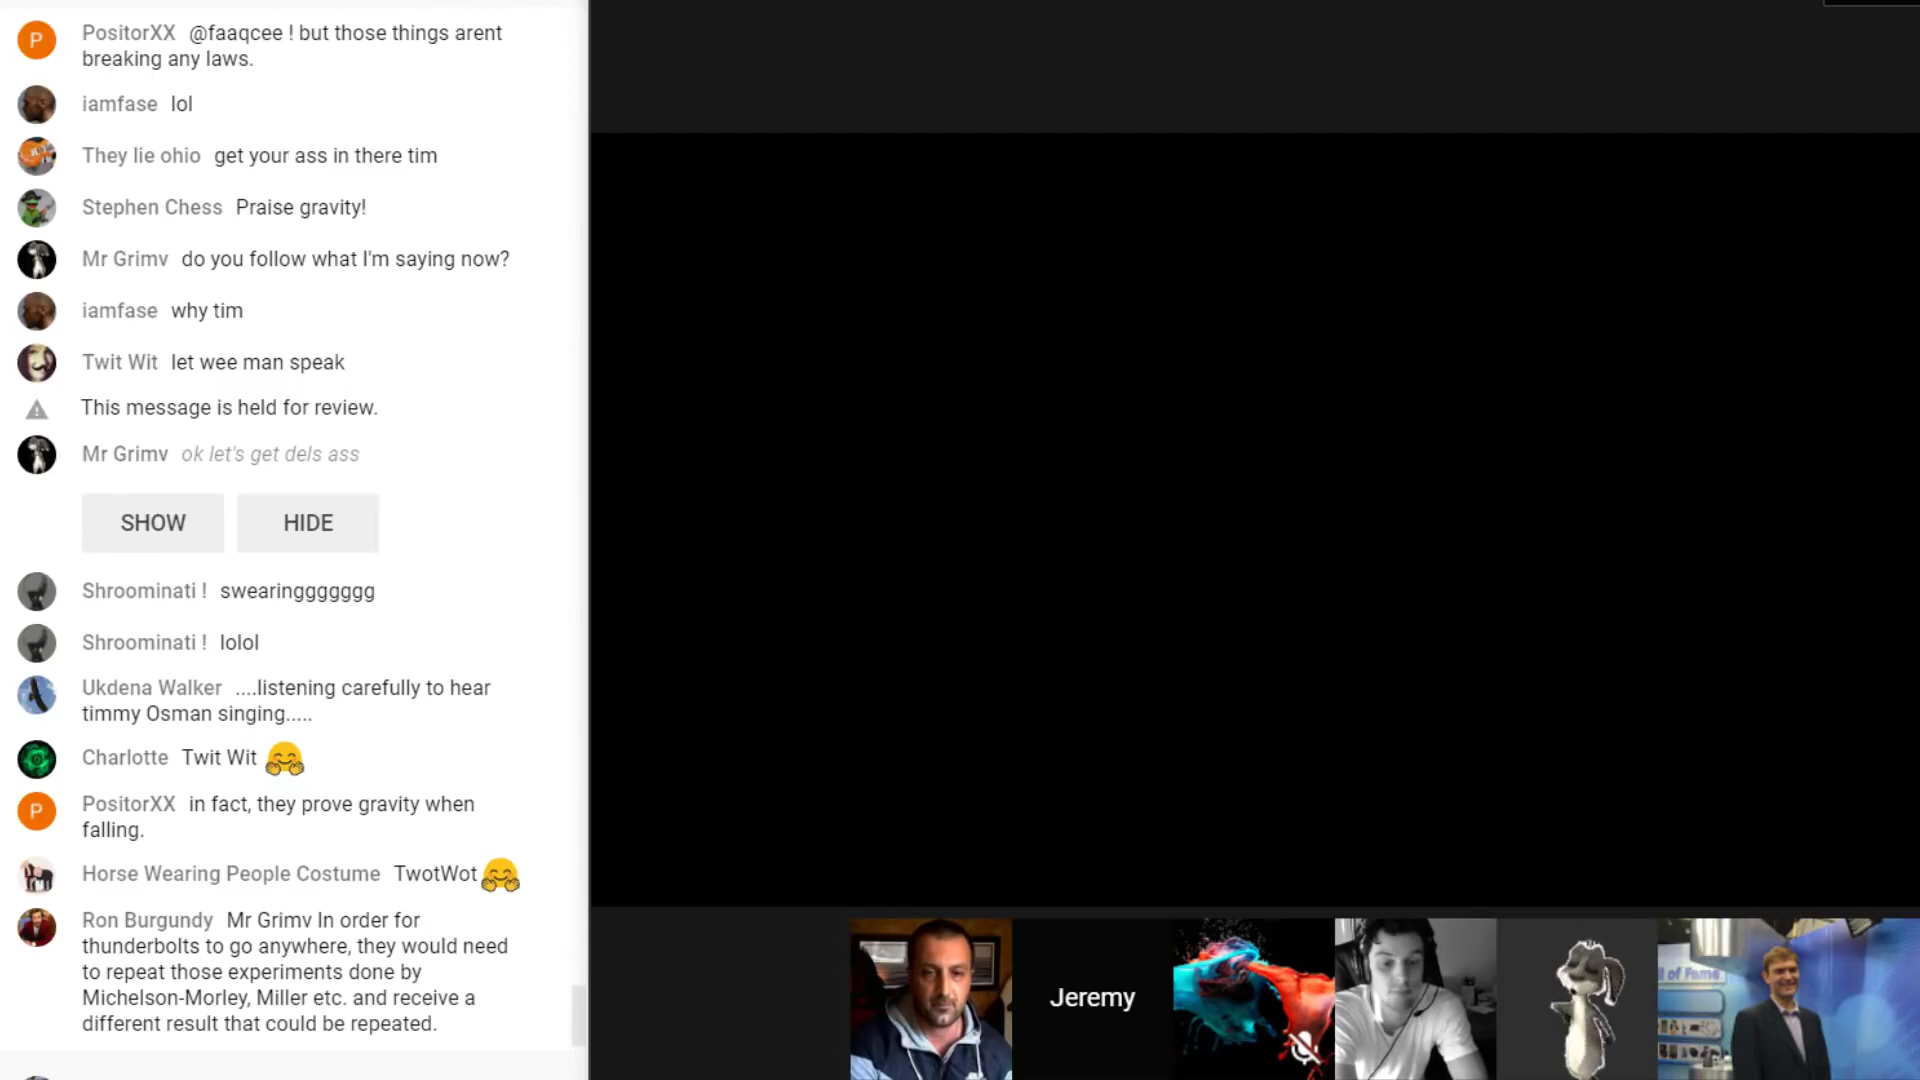 P
PositorXX @faaqcee ! but those things arent
breaking any laws.
iamfase lol
They lie ohio get your ass in there tim
Stephen Chess Praise gravity!
Mr Grimv do you follow what I'm saying now?
iamfase why tim
Twit Wit let wee man speak
This message is held for review.
Mr Grimv ok let's get dels ass
SHOW HIDE
Shroominati ! swearinggggggg
Shroominati ! lolol
Ukdena Walker ....listening carefully to hear
timmy Osman singing.....
Charlotte Twit Wit
P
PositorXX in fact, they prove gravity when
falling.
Horse Wearing People Costume TwotWot
Ron Burgundy Mr Grimv In order for
thunderbolts to go anywhere, they would need
to repeat those experiments done by
Michelson-Morley, Miller etc. and receive a
different result that could be repeated.
Jeremy
of Fame